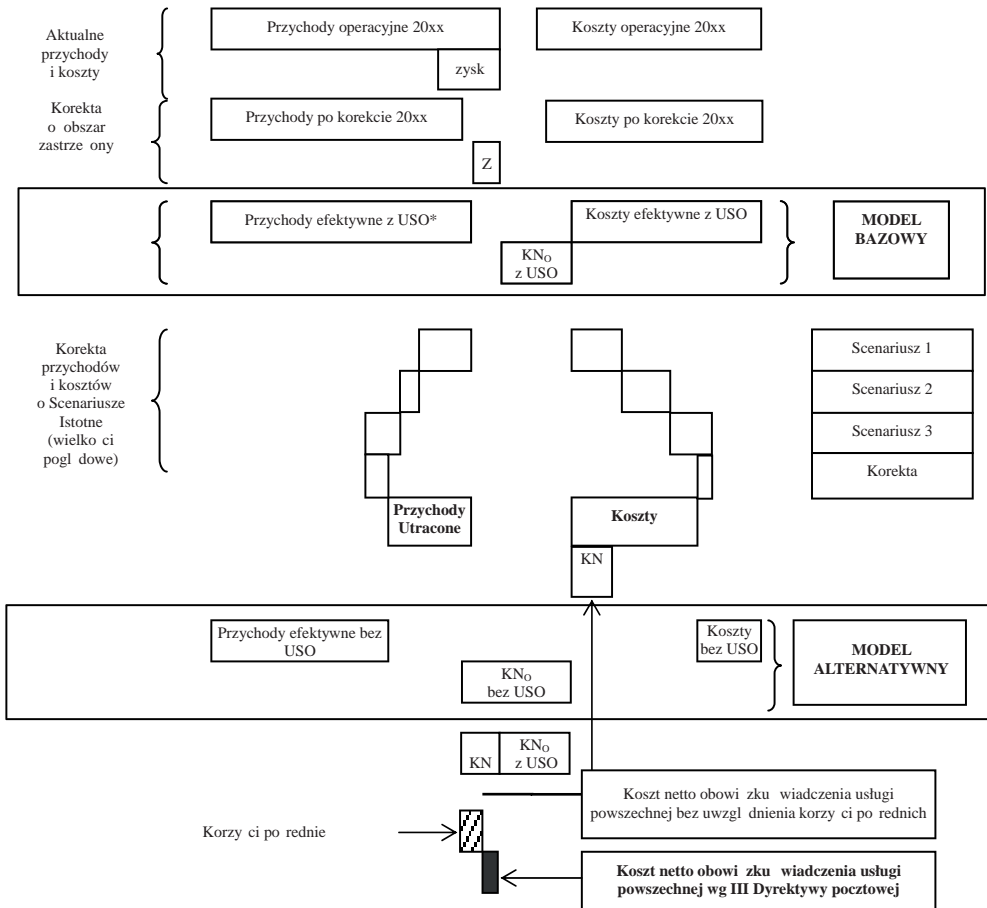 Aktualne
przychody
i koszty
Przychody operacyjne 20xx
Koszty operacyjne 20xx
zysk
Korekta
o obszar
zastrze ony
Przychody po korekcie 20xx
Koszty po korekcie 20xx
Z
Przychody efektywne z USO*
Koszty efektywne z USO
KNO
z USO
MODEL
BAZOWY
Korekta
przychodów
i kosztów
o Scenariusze
Istotne
(wielko ci
pogl dowe)
Scenariusz 1
Scenariusz 2
Scenariusz 3
Korekta
Przychody
Utracone
Koszty
KN
Przychody efektywne bez
USO
Koszty
bez USO
KNO
bez USO
MODEL
ALTERNATYWNY
KN
KNO
z USO
Koszt netto obowi zku wiadczenia usługi
powszechnej bez uwzgl dnienia korzy ci po rednich
Korzy ci po rednie
Koszt netto obowi zku wiadczenia usługi
powszechnej wg III Dyrektywy pocztowej